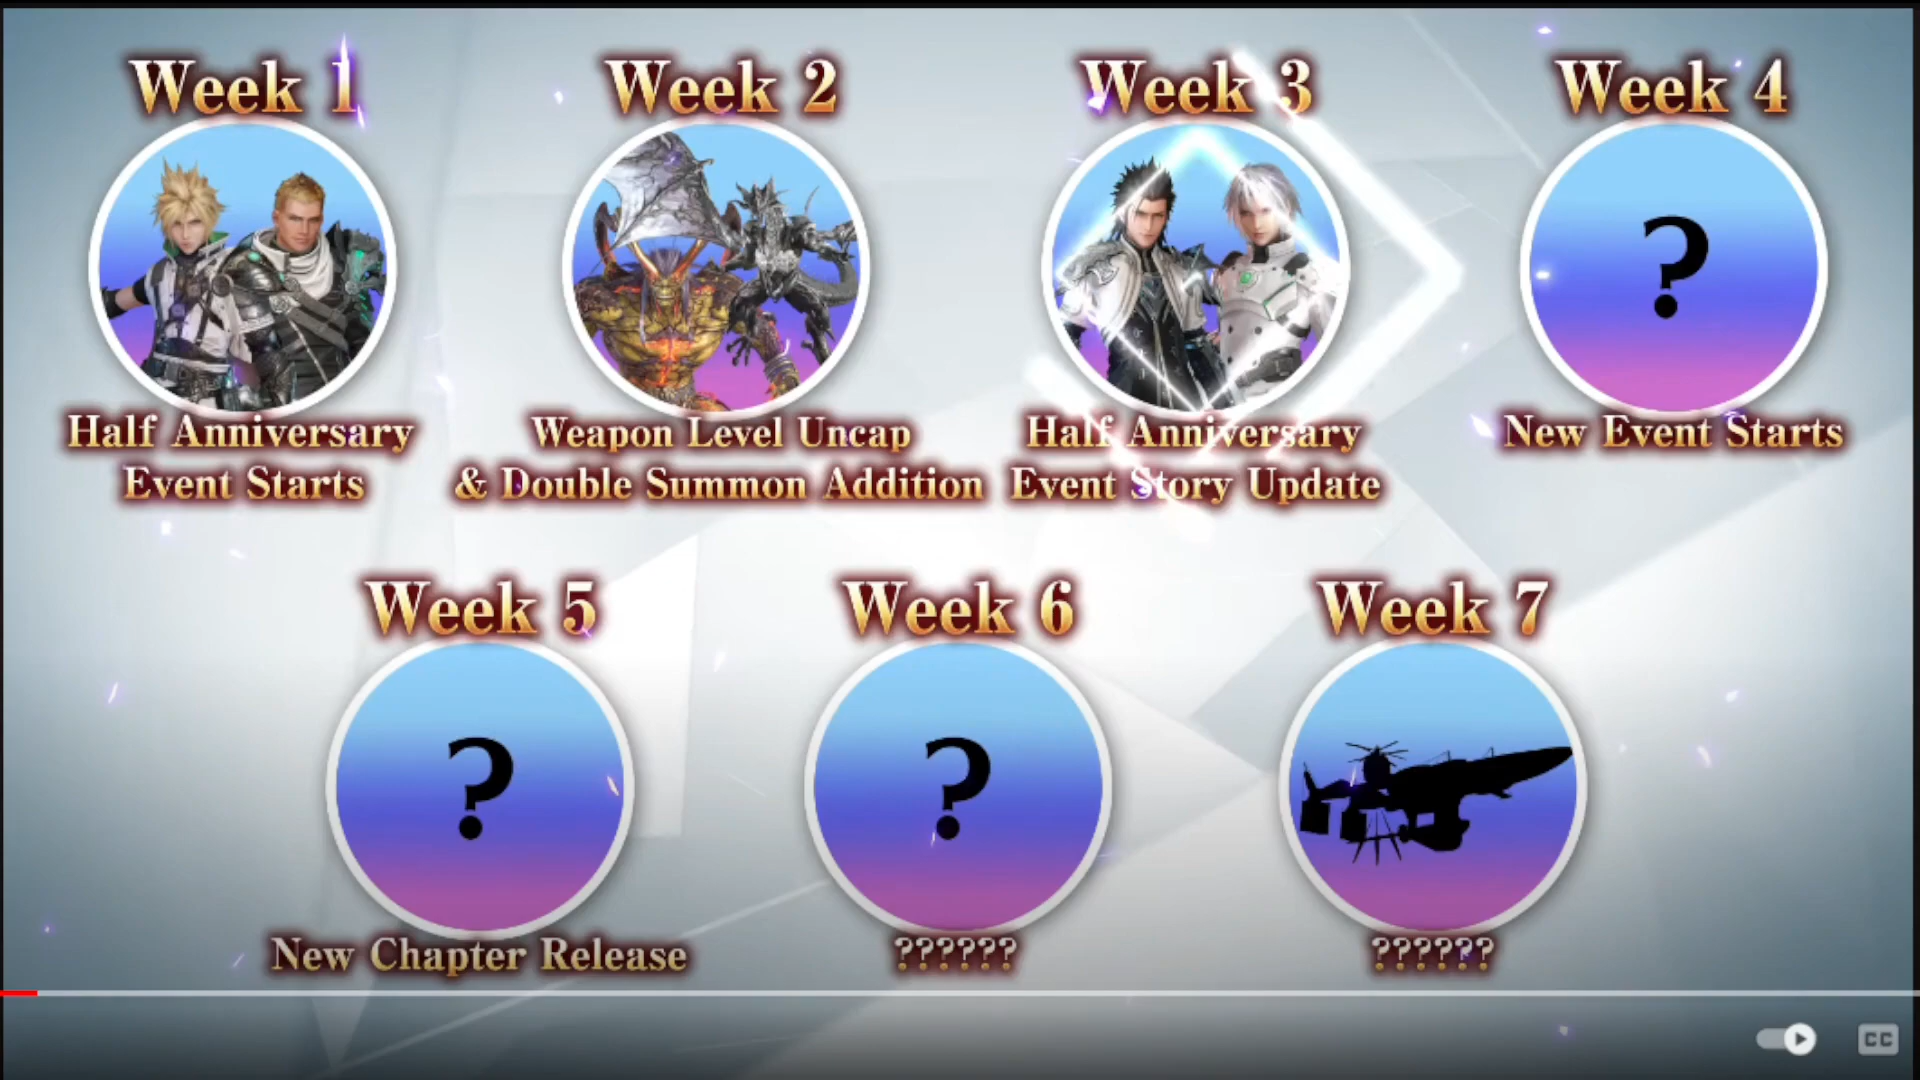 Week 1
Week 2
Week 3
Week 4
?
Half Anniversary
Event Starts
Weapon Level Uncap
& Double Summon Addition
Half Anniversary
Event Story Update
New Event Starts
Week 5
Week 6
Week 7
?
?
New Chapter Release
??????
??????
CC